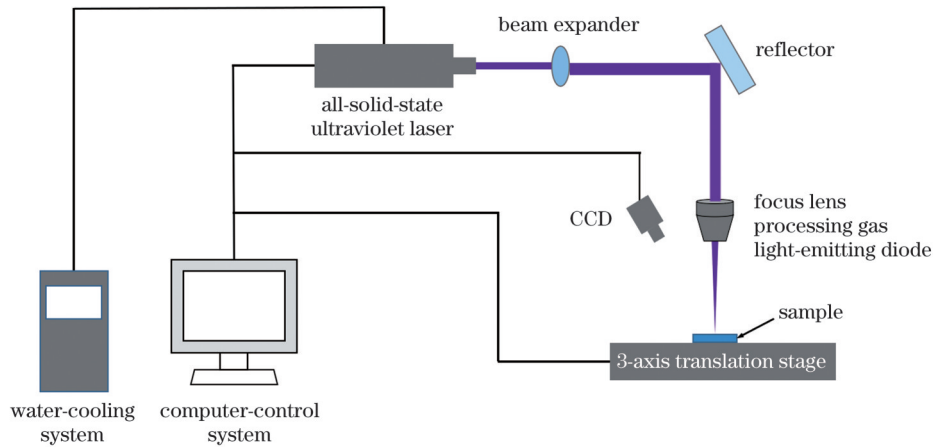 beam expander
reflector
all-solid-state
ultraviolet laser
CCD
focus lens
processing gas
light-emitting diode
sample
3-axis translation stage
water-cooling
system
computer-control
system